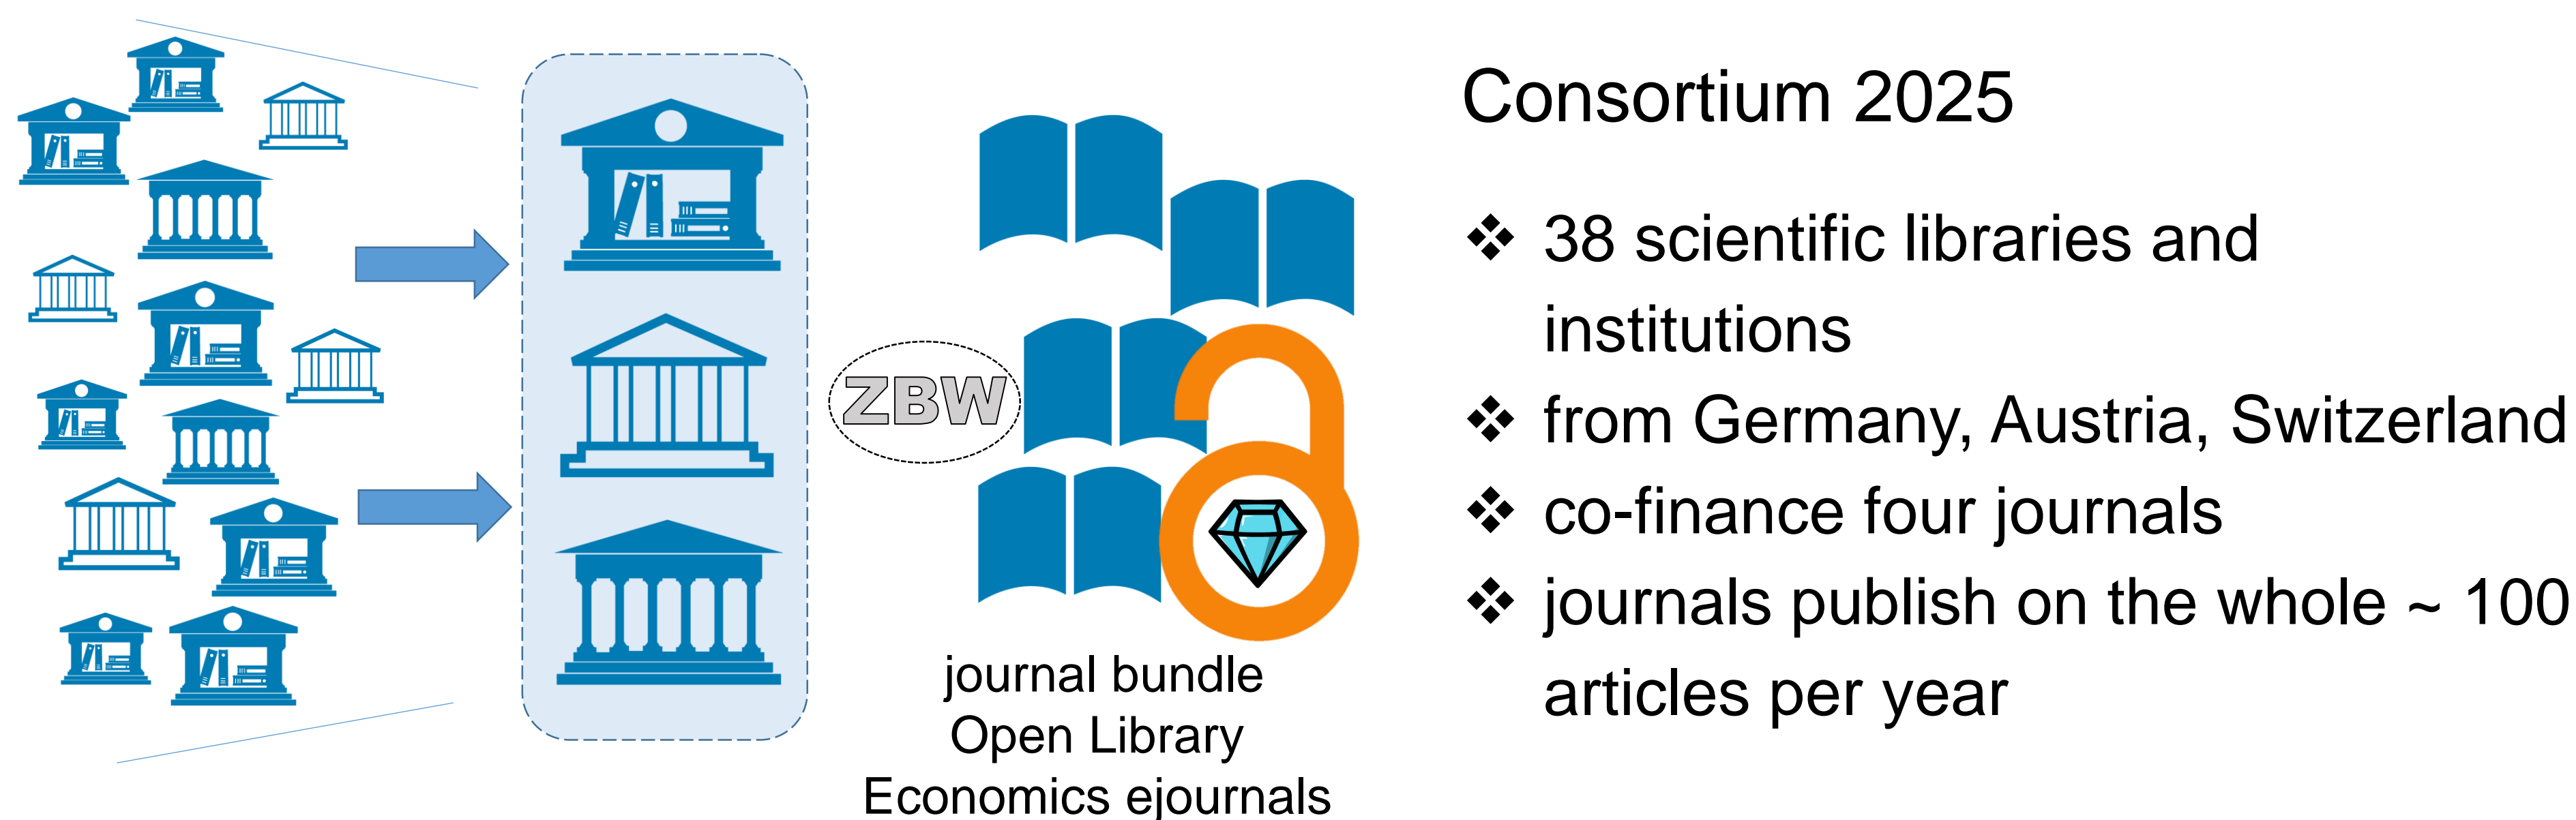 ZBW
journal bundle
Open Library
Economics ejournals
Consortium 2025
❖ 38 scientific libraries and
institutions
❖ from Germany, Austria, Switzerland
❖ co-finance four journals
❖ journals publish on the whole ~ 100
articles per year